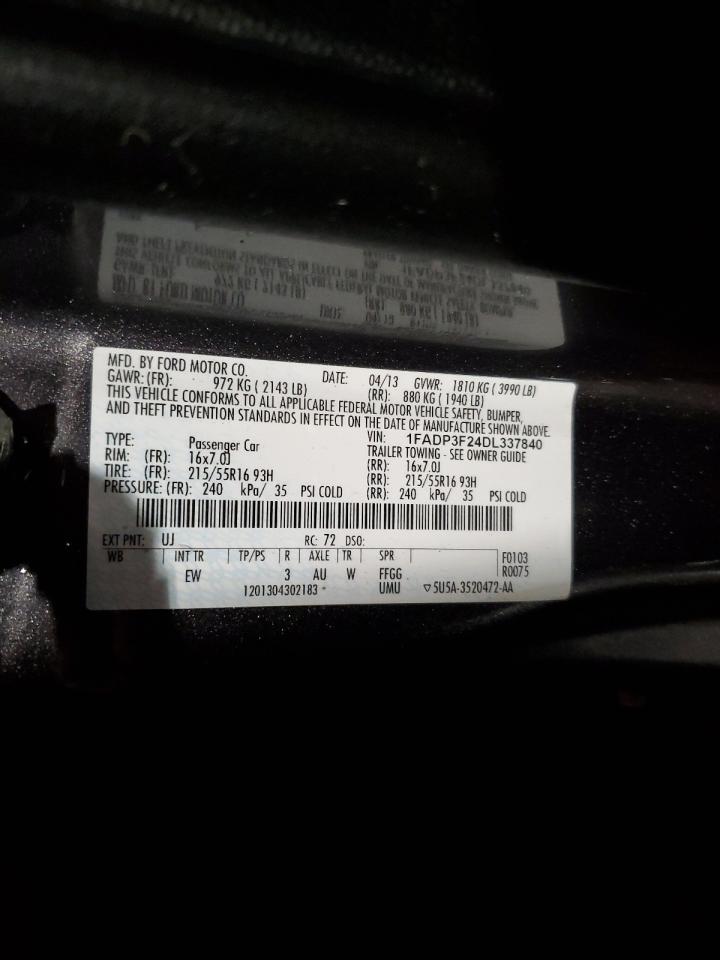 MFD. BY FORD MOTOR CO.
DATE: 04/13 GVWR: 1810 KG ( 3990 LB)
GAWR: (FR): 972 KG ( 2143 LB) (RR): 880 KG ( 1940 LB)
THIS VEHICLE CONFORMS TO ALL APPLICABLE FEDERAL MOTOR VEHICLE SAFETY, BUMPER,
AND THEFT PREVENTION STANDARDS IN EFFECT ON THE DATE OF MANUFACTURE SHOWN ABOVE.
VIN: 1FADP3F24DL337840
TYPE: Passenger Car TRAILER TOWING - SEE OWNER GUIDE
RIM: (FR): 16x7.0J (RR): 16x7.0J
TIRE: (FR): 215/55R16 93H (RR): 215/55R16 93H
PRESSURE: (FR): 240 kPa/ 35 PSI COLD (RR): 240 kPa/ 35 PSI COLD
EXT PNT: UJ RC: 72 DSO:
WB INT TR TP/PS R AXLE TR SPR F0103
EW 3 AU W FFGG R0075
1201304302183 * UMU ▽5U5A-3520472-AA